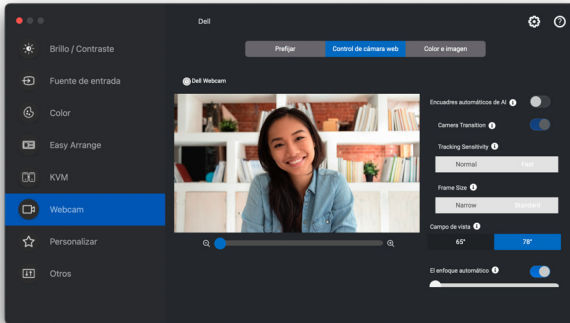 Dell
Brillo / Contraste
Fuente de entrada
Color
Easy Arrange
KVM
Webcam
Personalizar
Otros
Prefijar
Control de cámara web
Color e imagen
Dell Webcam
Encuadres automáticos de AI
Camera Transition
Tracking Sensitivity
Normal
Fast
Frame Size
Narrow
Standard
Campo de vista
65°
78°
El enfoque automático